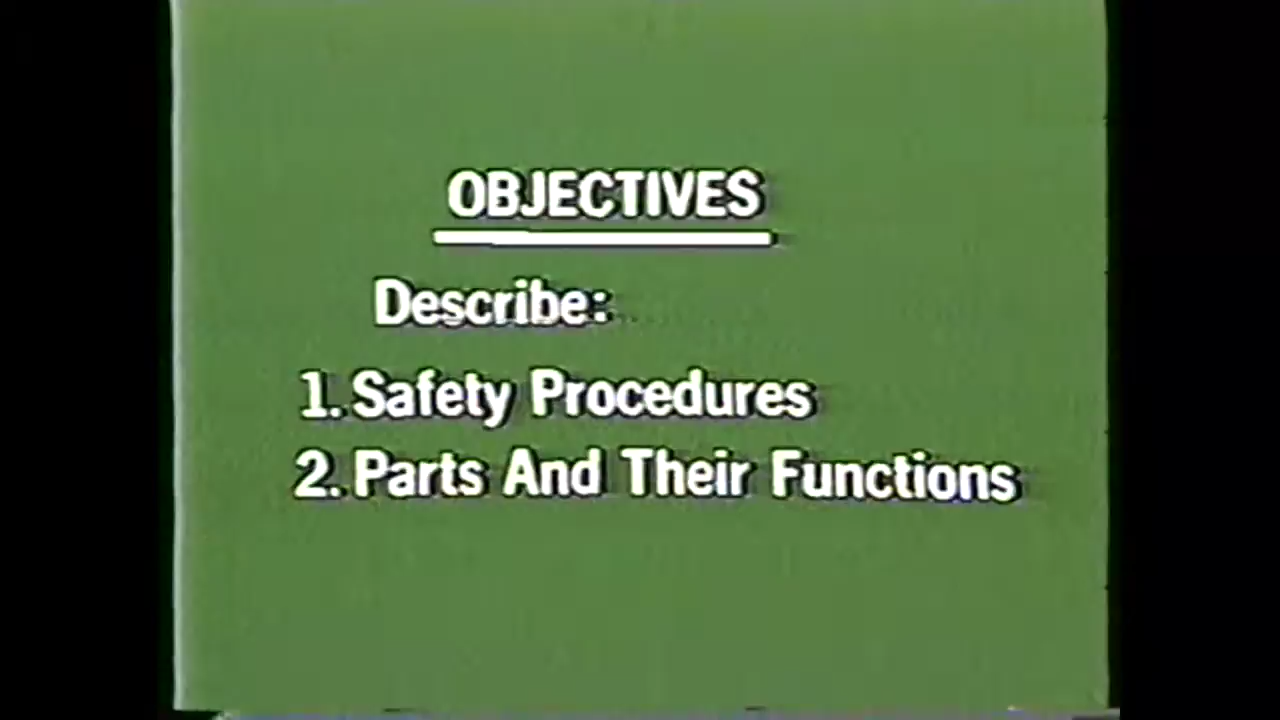 OBJECTIVES
Describe:
1. Safety Procedures
2. Parts And Their Functions